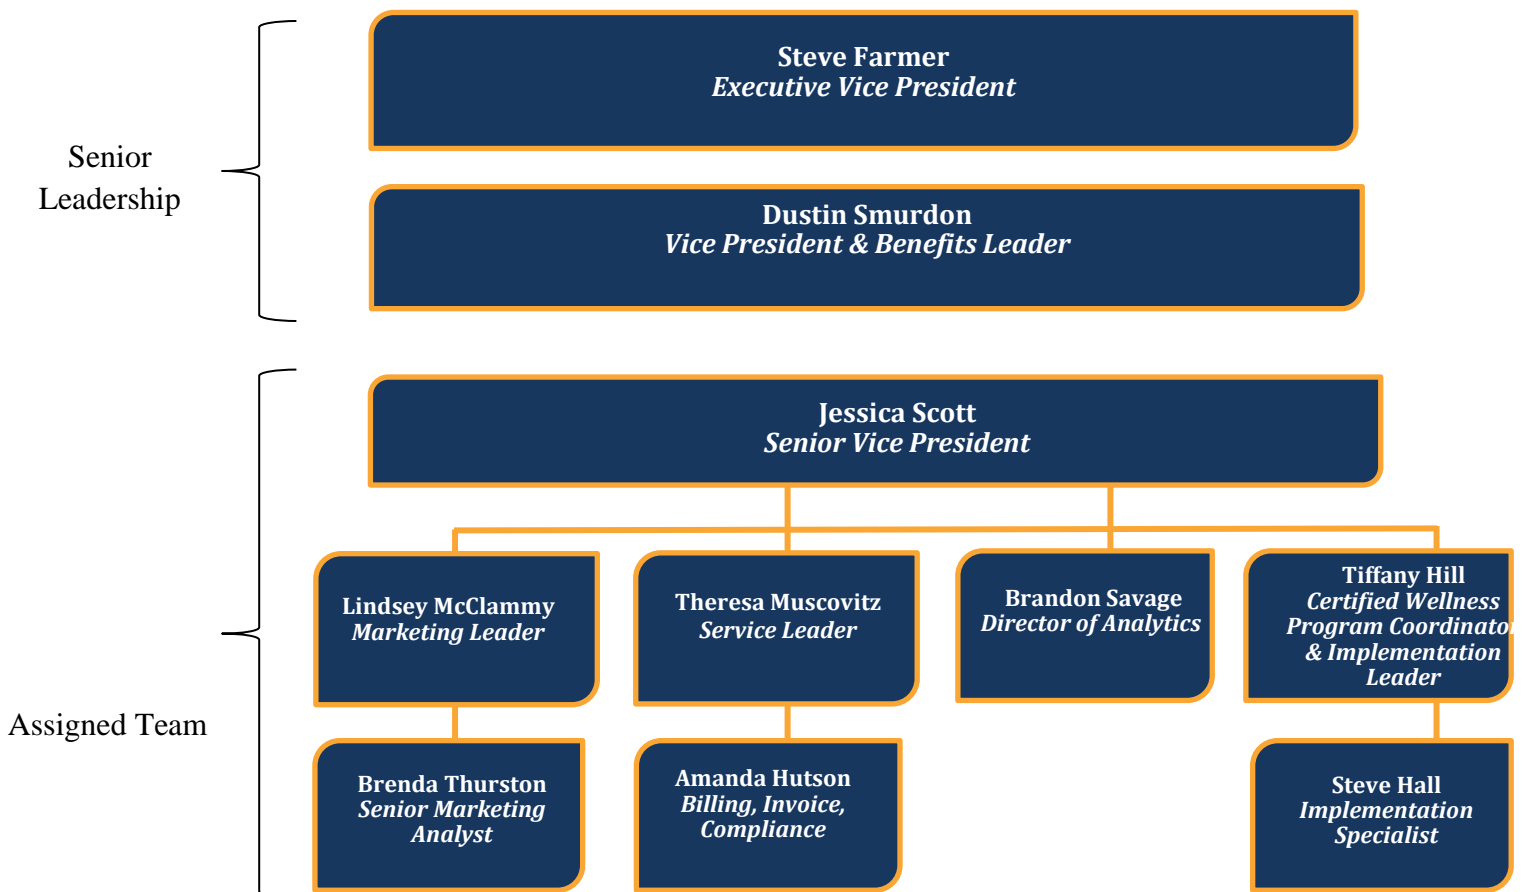 Senior
Leadership
Steve Farmer
Executive Vice President
Dustin Smurdon
Vice President & Benefits Leader
Assigned Team
Jessica Scott
Senior Vice President
Lindsey McClammy
Marketing Leader
Theresa Muscovitz
Service Leader
Brandon Savage
Director of Analytics
Tiffany Hill
Certified Wellness
Program Coordinator
& Implementation
Leader
Brenda Thurston
Senior Marketing
Analyst
Amanda Hutson
Billing, Invoice,
Compliance
Steve Hall
Implementation
Specialist